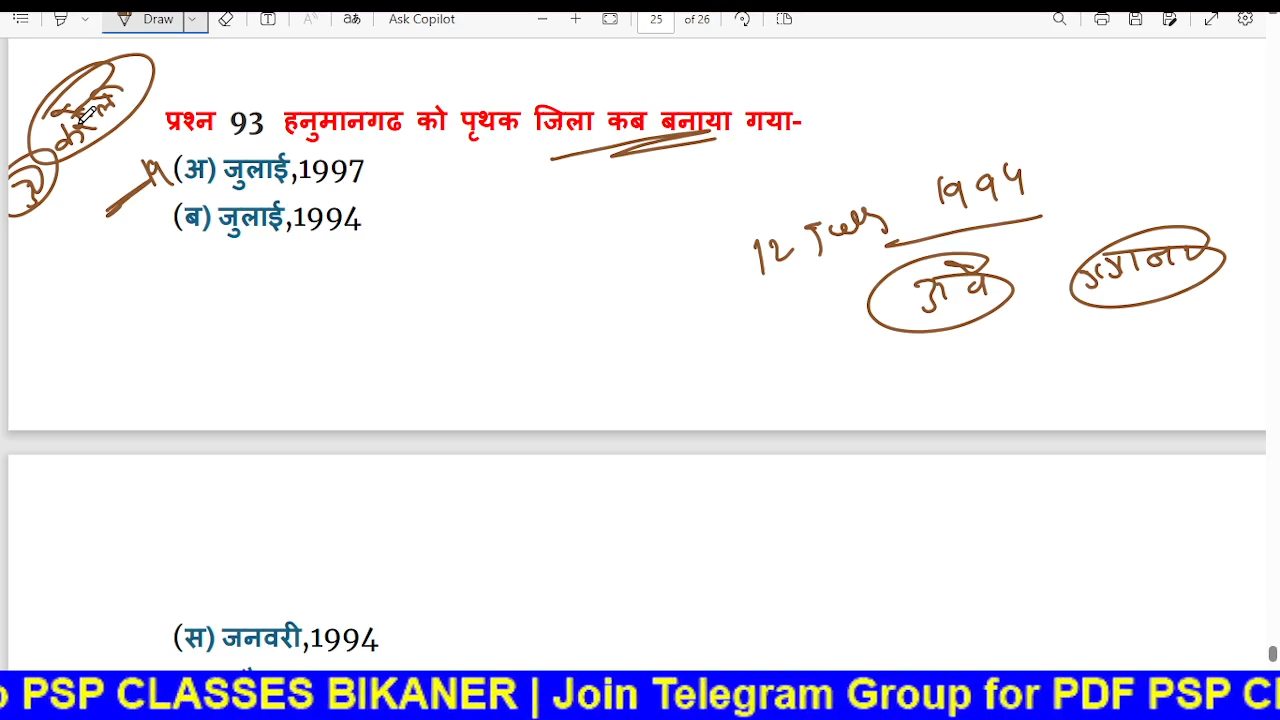 Draw
Ask Copilot
25 of 26
प्रश्न 93 हनुमानगढ को पृथक जिला कब बनाया गया-
(अ) जुलाई,1997
(ब) जुलाई,1994
12 July 1994
(स) जनवरी,1994
PSP CLASSES BIKANER | Join Telegram Group for PDF PSP